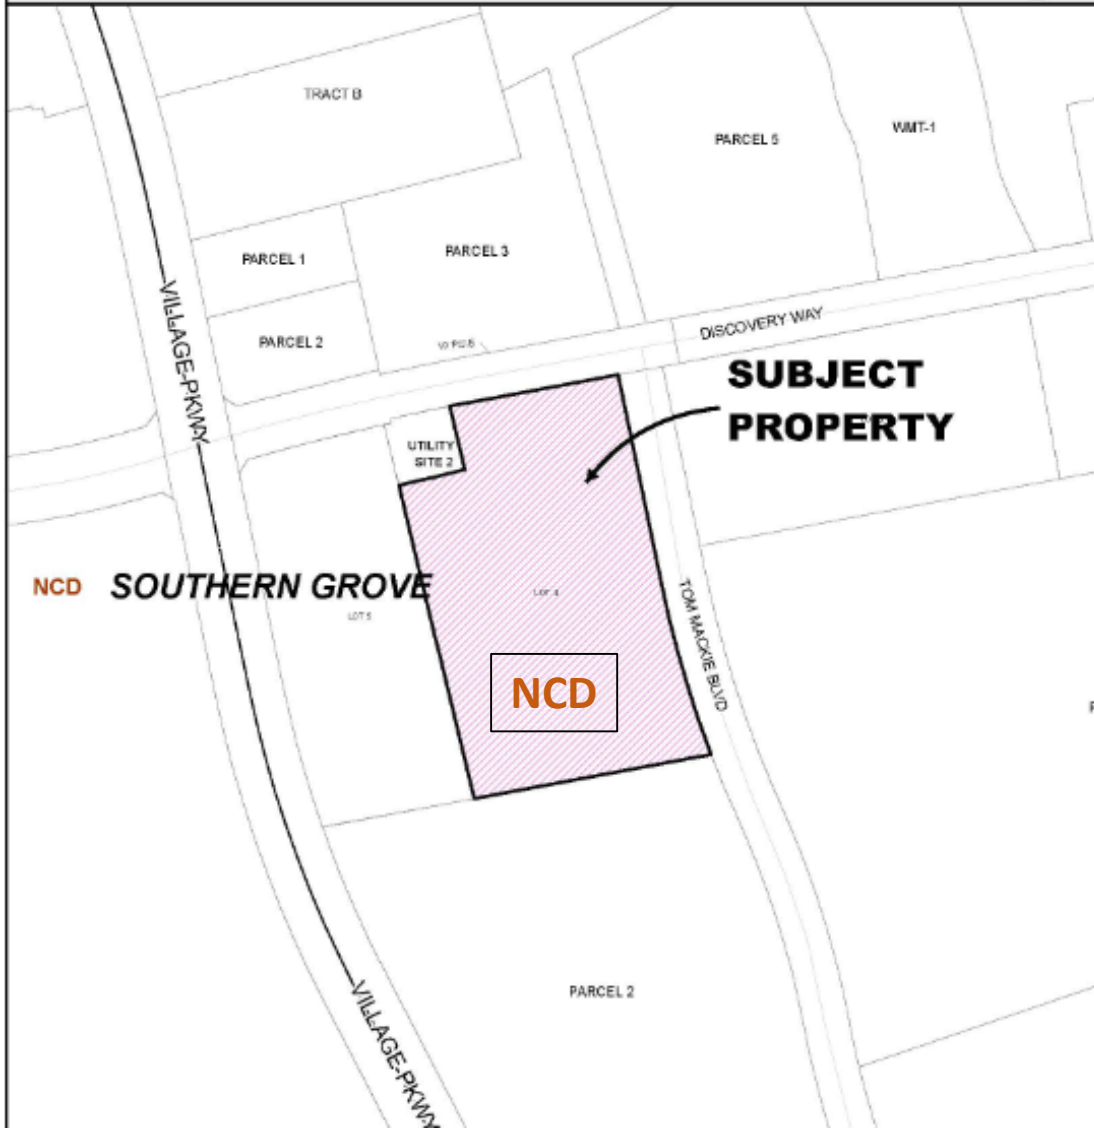 TRACT B
PARCEL 5
WMT-1
PARCEL 1
PARCEL 3
VILLAGE PKWY
PARCEL 2
DISCOVERY WAY
SUBJECT
PROPERTY
UTILITY
SITE 2
NCD
SOUTHERN GROVE
LOT 5
TOM MACKIE BLVD
NCD
PARCEL 2
VILLAGE PKWY